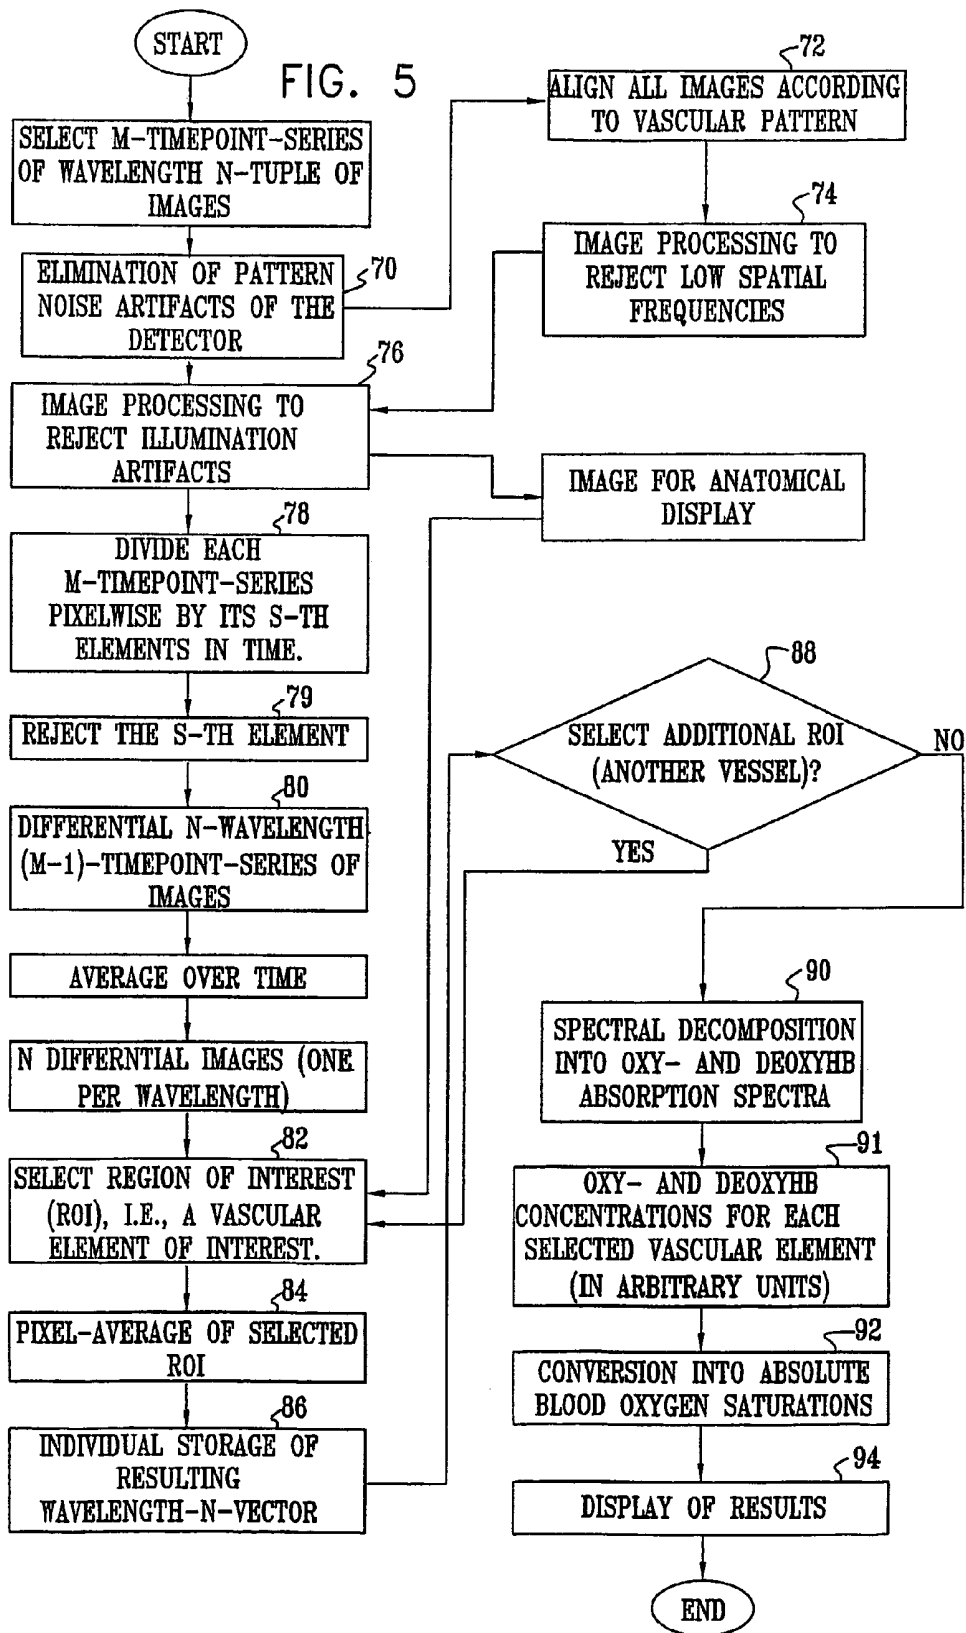 START
FIG. 5
SELECT M-TIMEPOINT-SERIES
OF WAVELENGTH N-TUPLE OF
IMAGES
70
ELIMINATION OF PATTERN
NOISE ARTIFACTS OF THE
DETECTOR
72
ALIGN ALL IMAGES ACCORDING
TO VASCULAR PATTERN
74
IMAGE PROCESSING TO
REJECT LOW SPATIAL
FREQUENCIES
76
IMAGE PROCESSING TO
REJECT ILLUMINATION
ARTIFACTS
IMAGE FOR ANATOMICAL
DISPLAY
78
DIVIDE EACH
M-TIMEPOINT-SERIES
PIXELWISE BY ITS S-TH
ELEMENTS IN TIME.
79
REJECT THE S-TH ELEMENT
80
DIFFERENTIAL N-WAVELENGTH
(M-1)-TIMEPOINT-SERIES OF
IMAGES
AVERAGE OVER TIME
N DIFFERNTIAL IMAGES (ONE
PER WAVELENGTH)
82
SELECT REGION OF INTEREST
(ROI), I.E., A VASCULAR
ELEMENT OF INTEREST.
84
PIXEL-AVERAGE OF SELECTED
ROI
86
INDIVIDUAL STORAGE OF
RESULTING
WAVELENGTH-N-VECTOR
88
SELECT ADDITIONAL ROI
(ANOTHER VESSEL)?
NO
YES
90
SPECTRAL DECOMPOSITION
INTO OXY- AND DEOXYHB
ABSORPTION SPECTRA
91
OXY- AND DEOXYHB
CONCENTRATIONS FOR EACH
SELECTED VASCULAR ELEMENT
(IN ARBITRARY UNITS)
92
CONVERSION INTO ABSOLUTE
BLOOD OXYGEN SATURATIONS
94
DISPLAY OF RESULTS
END